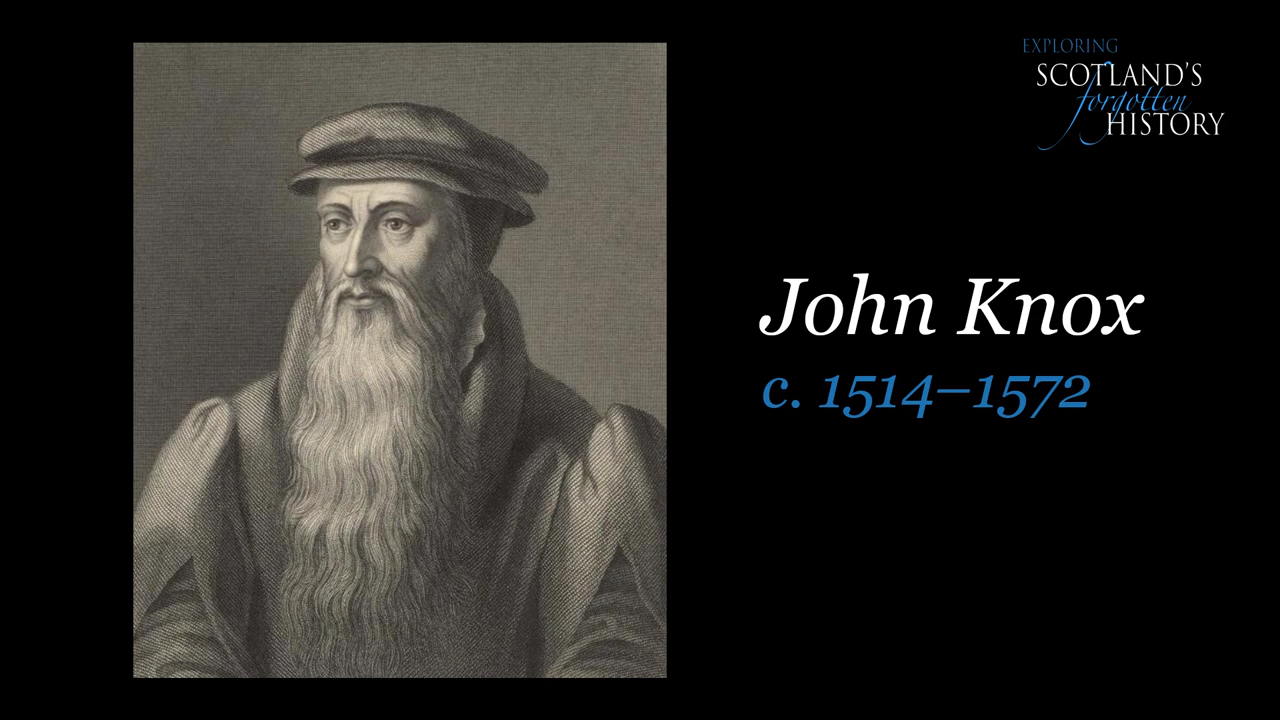 EXPLORING
SCOTLAND'S
forgotten
HISTORY
John Knox
c. 1514–1572